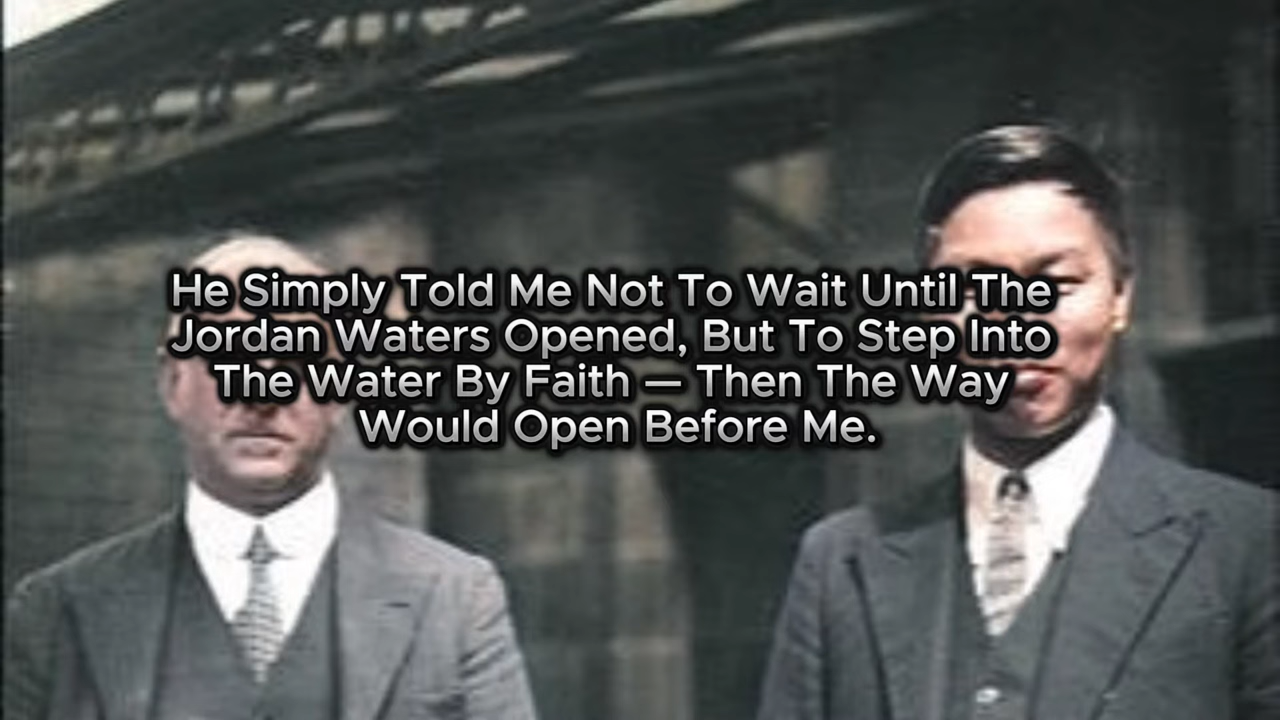 He Simply Told Me Not To Wait Until The
Jordan Waters Opened, But To Step Into
The Water By Faith — Then The Way
Would Open Before Me.